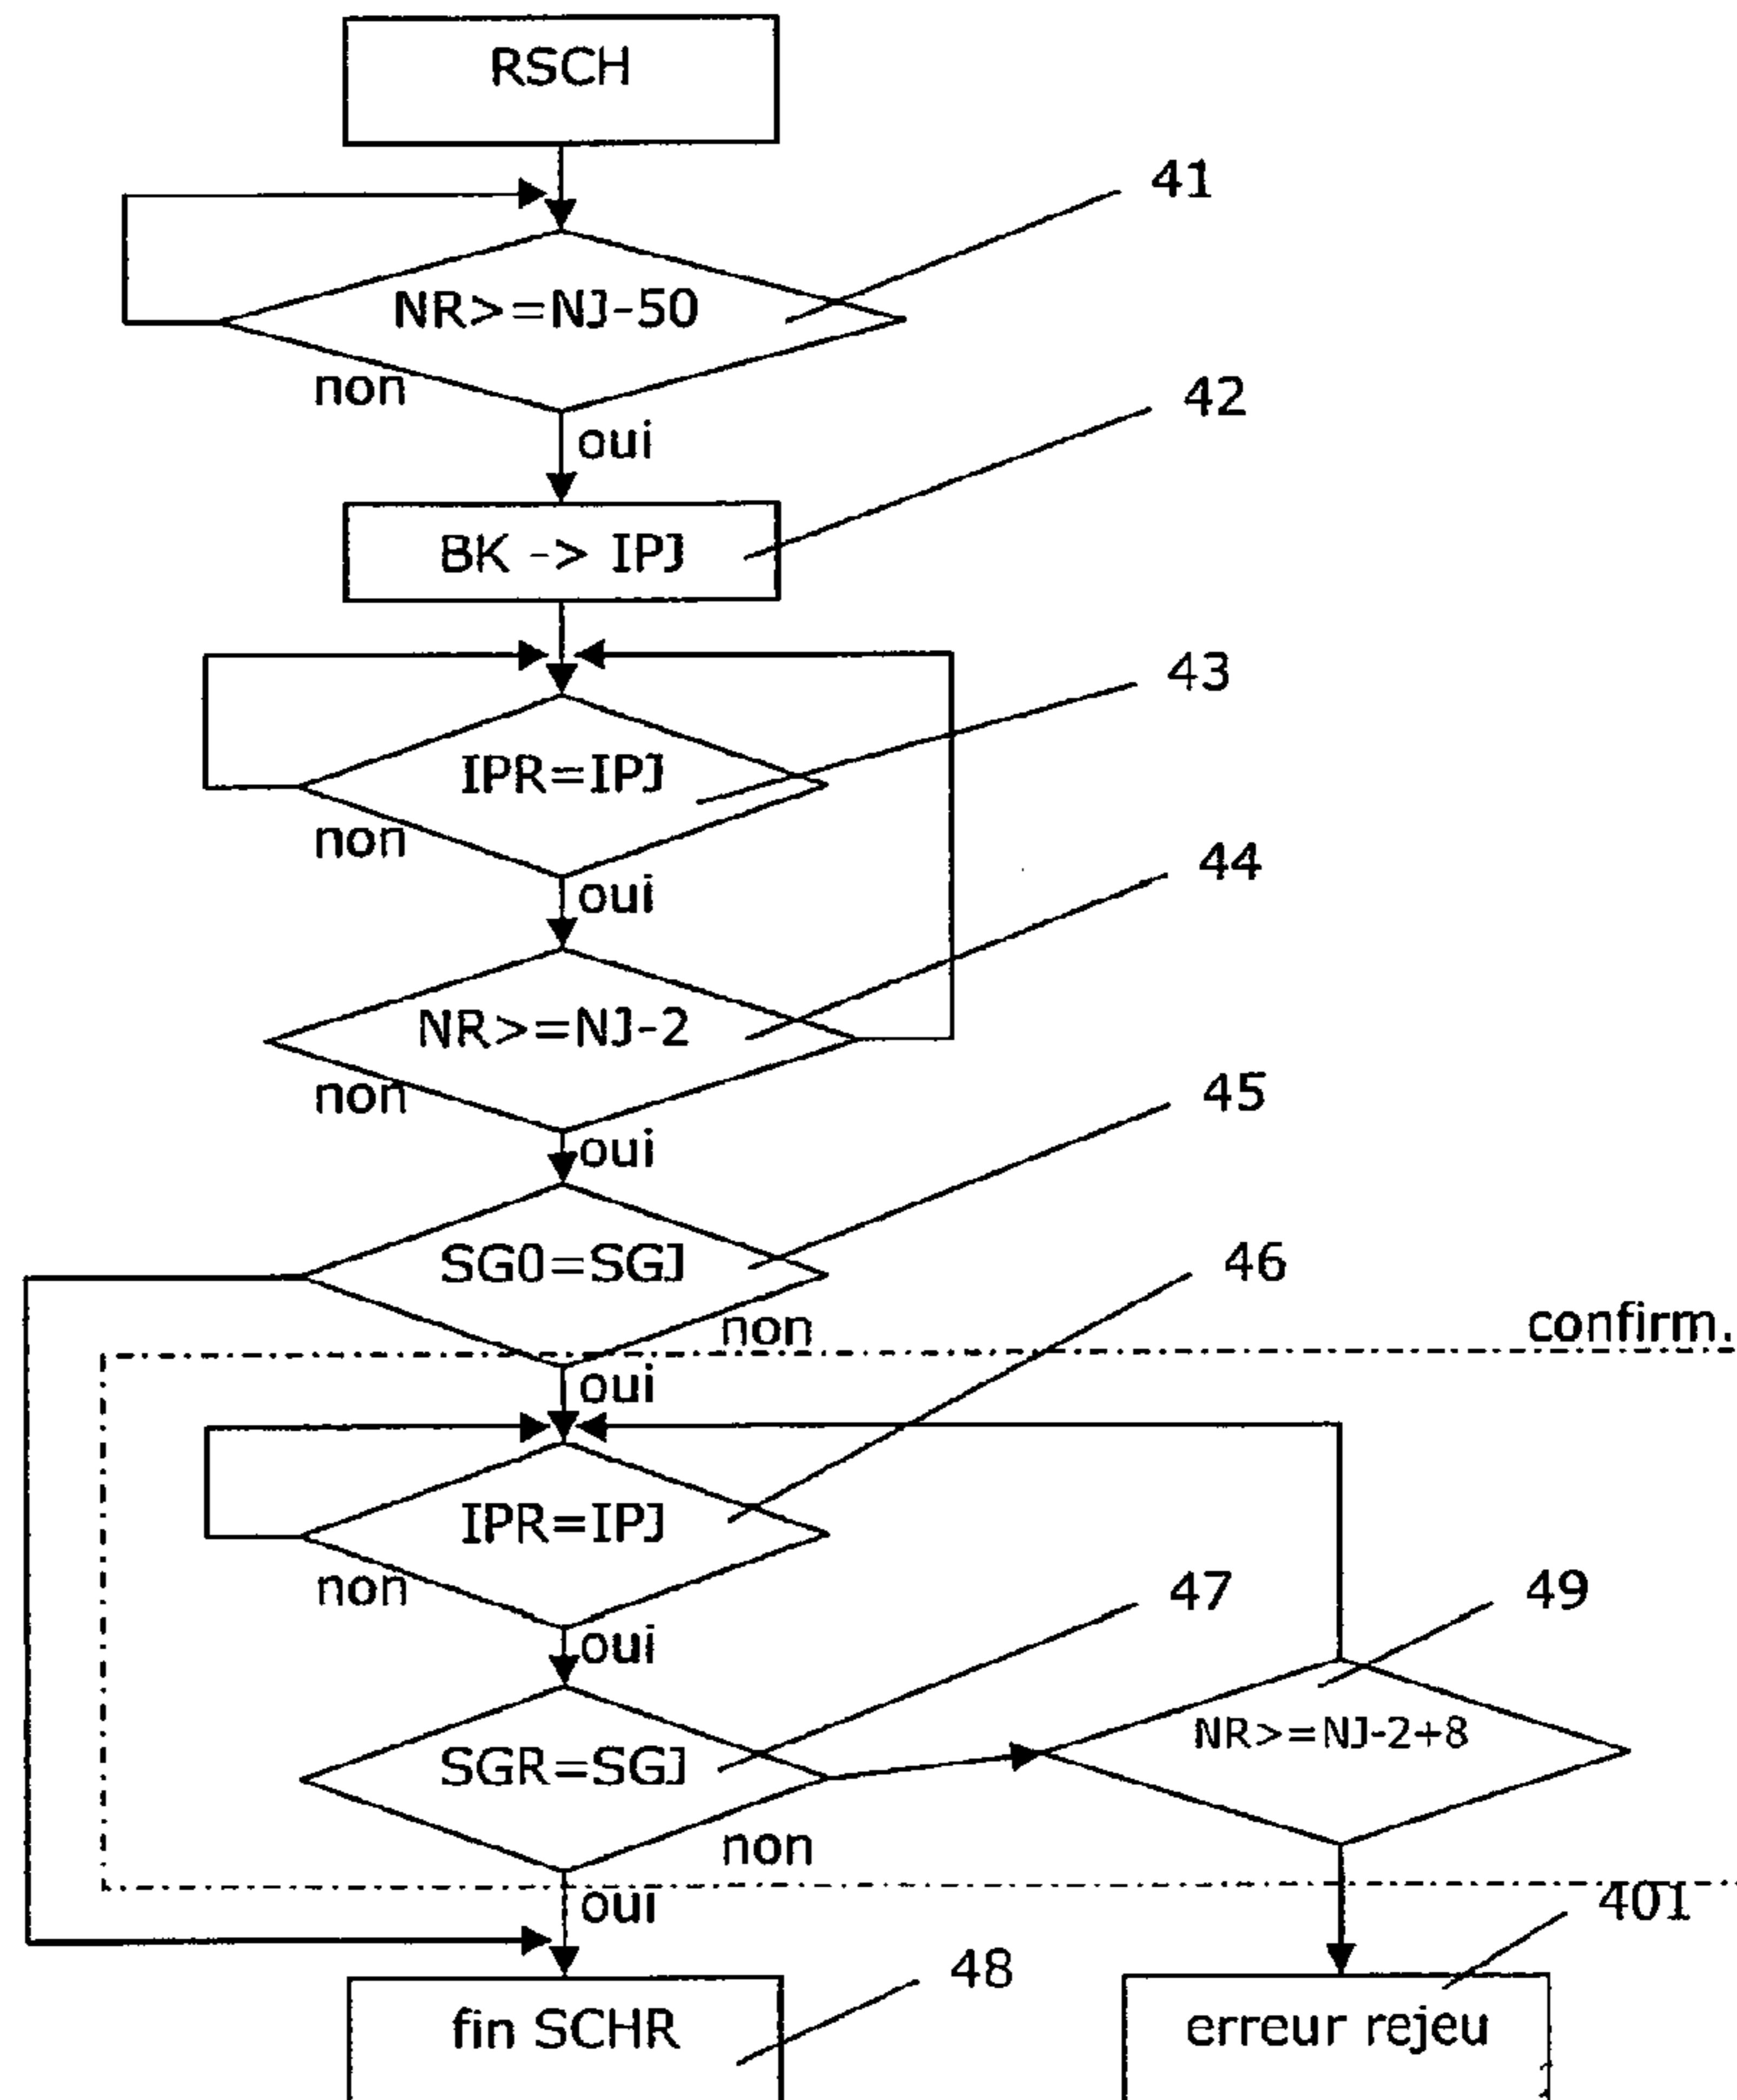 RSCH
41
NR>=NJ-50
non
42
oui
BK -> IPJ
43
IPR=IPJ
non
44
oui
NR>=NJ-2
non
45
oui
SG0=SGJ
46
non
confirm.
oui
IPR=IPJ
non
47
49
oui
NR>=NJ-2+8
SGR=SGJ
non
oui
401
48
fin SCHR
erreur rejeu